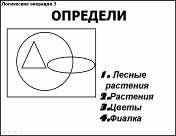 Логические операции 3
ОПРЕДЕЛИ
1. Лесные
растения
2. Растения
3. Цветы
4. Фиалка